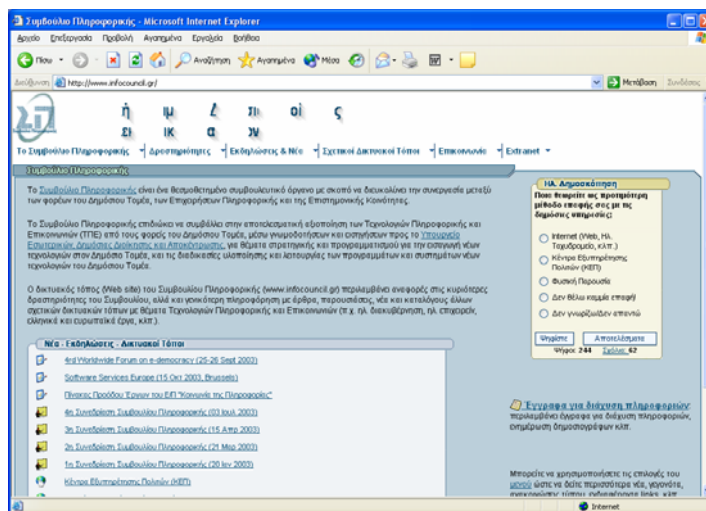 Συμβούλιο Πληροφορικής - Microsoft Internet Explorer
Αρχείο Επεξεργασία Προβολή Αγαπημένα Εργαλεία Βοήθεια
Πίσω Αναζήτηση Αγαπημένα Μέσα
Διεύθυνση http://www.infocouncil.gr/ Μετάβαση Συνδέσεις
Το Συμβούλιο Πληροφορικής Δραστηριότητες Εκδηλώσεις & Νέα Σχετικοί Δικτυακοί Τόποι Επικοινωνία Extranet
Συμβούλιο Πληροφορικής
Το Συμβούλιο Πληροφορικής είναι ένα θεσμοθετημένο συμβουλευτικό όργανο με σκοπό να διευκολύνει την συνεργασία μεταξύ
των φορέων του Δημόσιου Τομέα, των Επιχειρήσεων Πληροφορικής και της Επιστημονικής Κοινότητας.
Το Συμβούλιο Πληροφορικής επιδιώκει να συμβάλλει στην αποτελεσματική αξιοποίηση των Τεχνολογιών Πληροφορικής και
Επικοινωνιών (ΤΠΕ) από τους φορείς του Δημόσιου Τομέα, μέσω γνωμοδοτήσεων και εισηγήσεων προς το Υπουργείο
Εσωτερικών, Δημόσιας Διοίκησης και Αποκέντρωσης, για θέματα στρατηγικής και προγραμματισμού για την εισαγωγή νέων
τεχνολογιών στον Δημόσιο Τομέα, και τις διαδικασίες υλοποίησης και λειτουργίας των προγραμμάτων και συστημάτων νέων
τεχνολογιών του Δημόσιου Τομέα.
Ο δικτυακός τόπος (Web site) του Συμβουλίου Πληροφορικής (www.infocouncil.gr) περιλαμβάνει αναφορές στις κυριότερες
δραστηριότητες του Συμβουλίου, αλλά και γενικότερη πληροφόρηση με άρθρα, παρουσιάσεις, νέα και καταλόγους άλλων
σχετικών δικτυακών τόπων με θέματα Τεχνολογιών Πληροφορικής και Επικοινωνιών (π.χ. ηλ. διακυβέρνηση, ηλ. επιχειρείν,
ελληνικά και ευρωπαϊκά έργα, κλπ.).
Νέα - Εκδηλώσεις - Δικτυακοί Τόποι
4rd Worldwide Forum on e-democracy (25-26 Sept 2003)
Software Services Europe (15 Οκτ 2003, Brussels)
Πίνακας Προόδου Έργων του ΕΠ "Κοινωνία της Πληροφορίας"
4η Συνεδρίαση Συμβουλίου Πληροφορικής (03 Ιουλ 2003)
3η Συνεδρίαση Συμβουλίου Πληροφορικής (15 Απρ 2003)
2η Συνεδρίαση Συμβουλίου Πληροφορικής (21 Μαρ 2003)
1η Συνεδρίαση Συμβουλίου Πληροφορικής (20 Ιαν 2003)
Κέντρα Εξυπηρέτησης Πολιτών (ΚΕΠ)
Ηλ. Δημοσκόπηση
Ποια θεωρείτε ως προτιμότερη
μέθοδο επαφής σας με τις
δημόσιες υπηρεσίες;
Internet (Web, Ηλ.
Ταχυδρομείο, κλπ.)
Κέντρα Εξυπηρέτησης
Πολιτών (ΚΕΠ)
Φυσική Παρουσία
Δεν θέλω καμμία επαφή
Δεν γνωρίζω/Δεν απαντώ
Ψηφίστε Αποτελέσματα
Ψήφοι: 244 Σχόλια: 62
Έγγραφα για διάχυση πληροφοριών:
περιλαμβάνει έγγραφα για διάχυση πληροφοριών,
ενημέρωση δημοσιογράφων κλπ.
Μπορείτε να χρησιμοποιήσετε τις επιλογές του
μενού ώστε να δείτε περισσότερα νέα, γεγονότα,
Internet